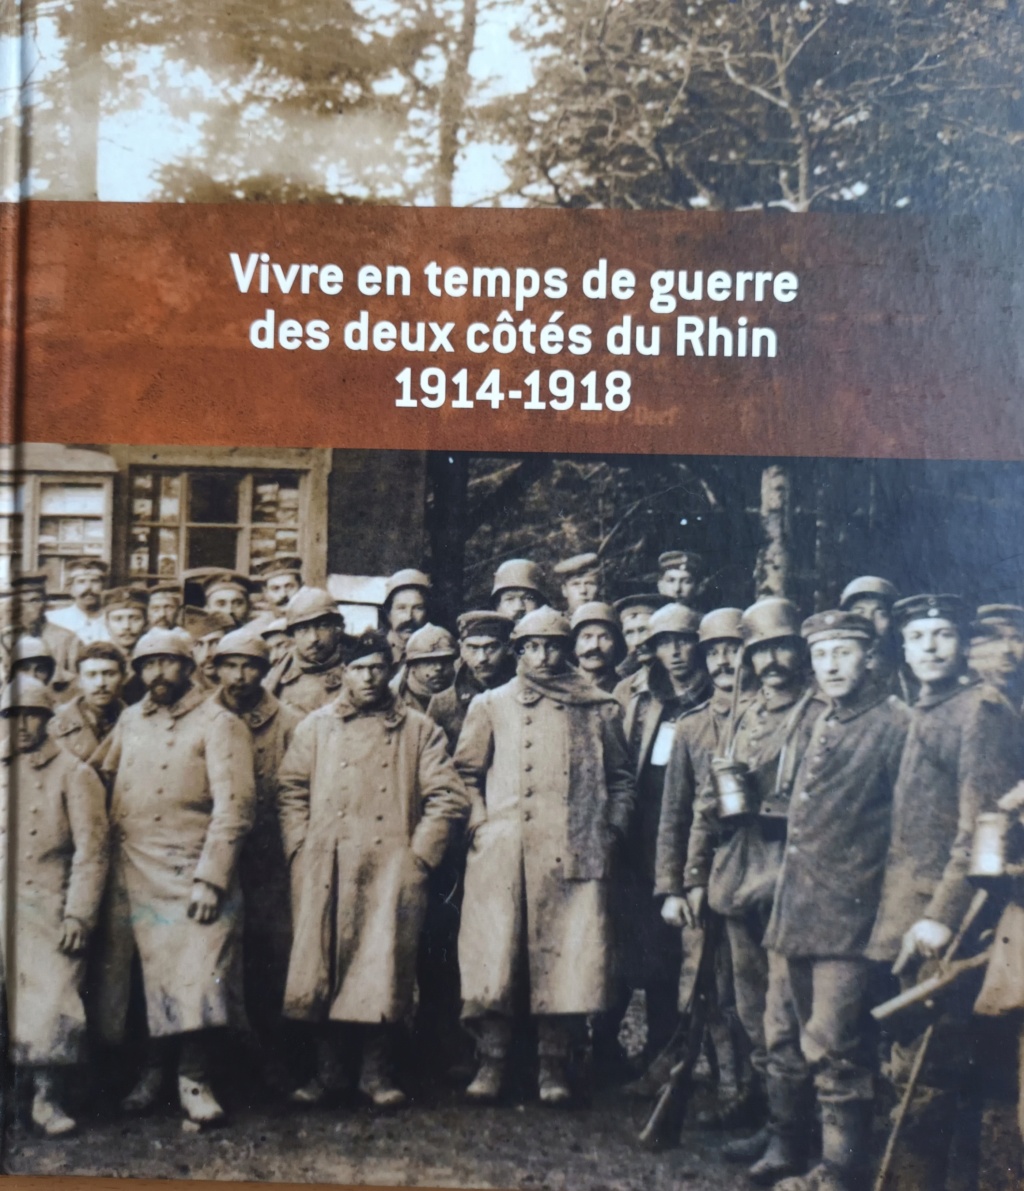 Vivre en temps de guerre
des deux côtés du Rhin
1914-1918